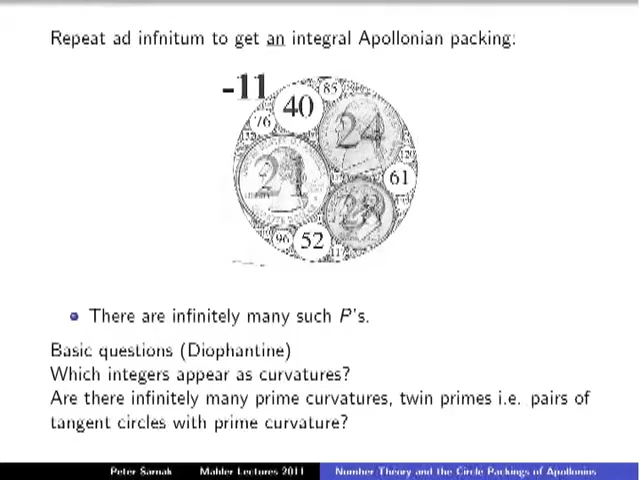 Repeat ad infnitum to get an integral Apollonian packing:
-11
85
40
76
24
61
21
28
96
52
There are infinitely many such P's.
Basic questions (Diophantine)
Which integers appear as curvatures?
Are there infinitely many prime curvatures, twin primes i.e. pairs of
tangent circles with prime curvature?
Peter Sarnak Mahler Lectures 2011 Number Theory and the Circle Packings of Apollonius